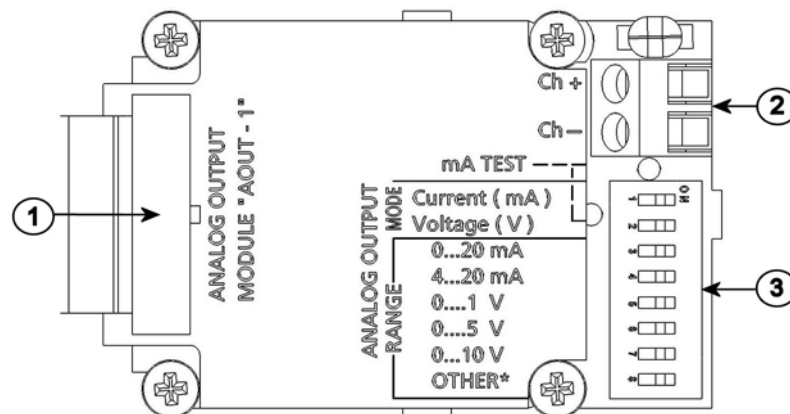 ANALOG OUTPUT
MODULE "AOUT - 1"
1
Ch +
Ch −
2
mA TEST
ANALOG OUTPUT
MODE
Current ( mA )
Voltage ( V )
RANGE
0...20 mA
4...20 mA
0....1 V
0....5 V
0...10 V
OTHER*
ON
1
2
3
4
5
6
7
8
3